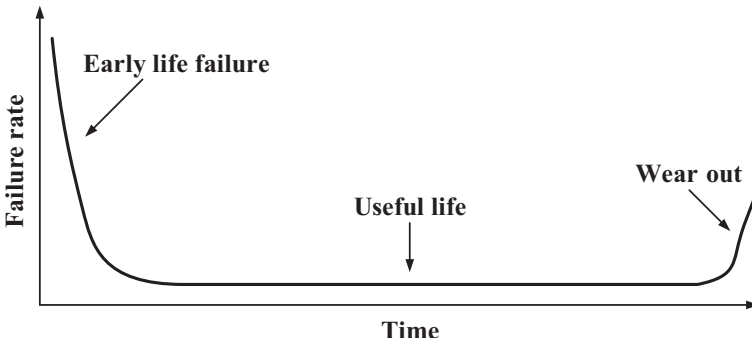 Early life failure
Wear out
Useful life
Failure rate
Time